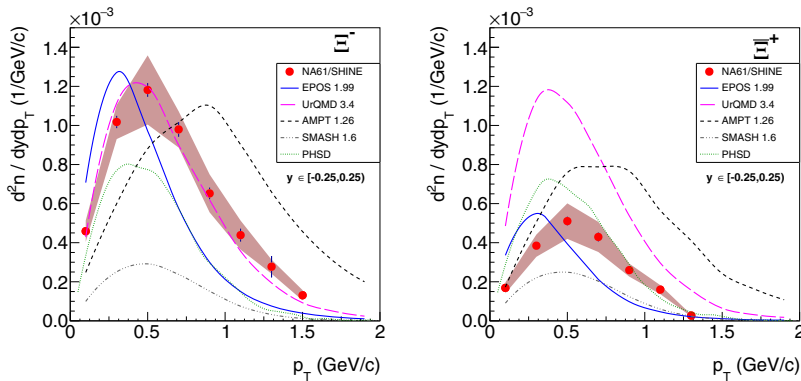 ×10⁻³
Ξ⁻
d²n / dydp_T (1/GeV/c)
1.4
1.2
1.0
0.8
0.6
0.4
0.2
0.0
NA61/SHINE
EPOS 1.99
UrQMD 3.4
AMPT 1.26
SMASH 1.6
PHSD
y ∈ [-0.25,0.25)
0 0.5 1 1.5 2
p_T (GeV/c)
×10⁻³
Ξ̅⁺
d²n / dydp_T (1/GeV/c)
1.4
1.2
1.0
0.8
0.6
0.4
0.2
0.0
NA61/SHINE
EPOS 1.99
UrQMD 3.4
AMPT 1.26
SMASH 1.6
PHSD
y ∈ [-0.25,0.25)
0 0.5 1 1.5 2
p_T (GeV/c)